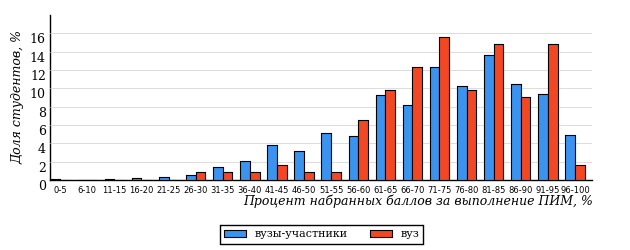 Доля студентов, %
16
14
12
10
8
6
4
2
0
0-5 6-10 11-15 16-20 21-25 26-30 31-35 36-40 41-45 46-50 51-55 56-60 61-65 66-70 71-75 76-80 81-85 86-90 91-95 96-100
Процент набранных баллов за выполнение ПИМ, %
вузы-участники вуз